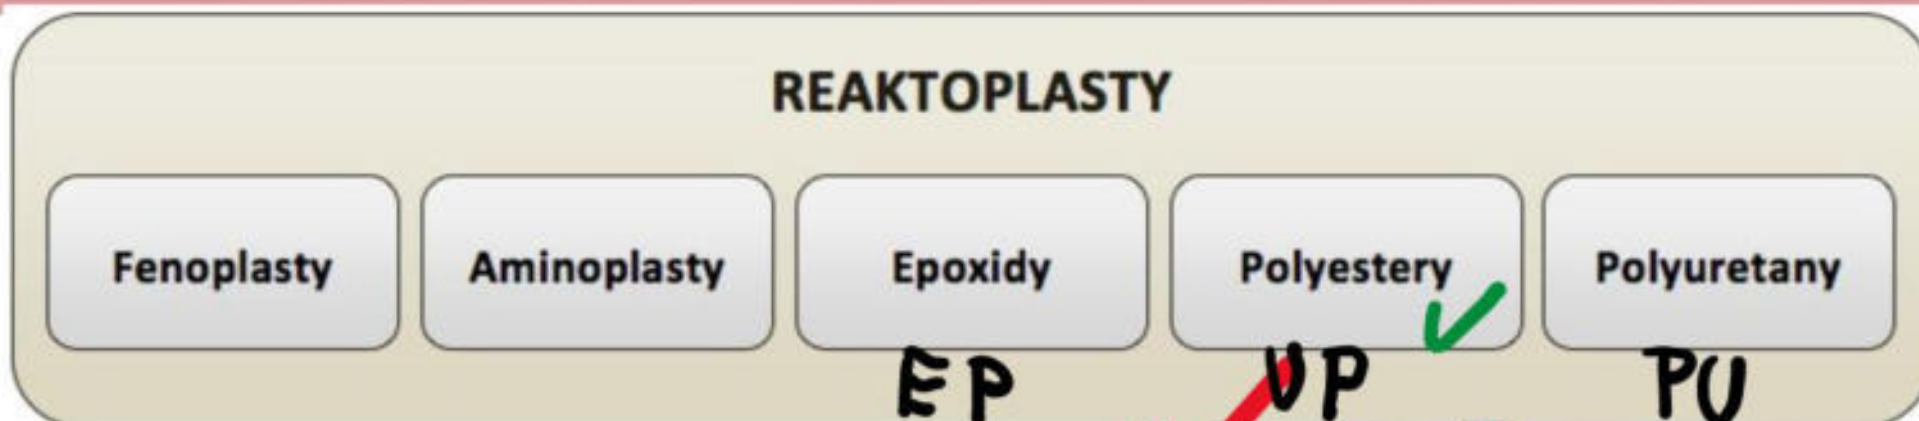 REAKTOPLASTY
Fenoplasty Aminoplasty Epoxidy Polyestery Polyuretany
EP UP PU